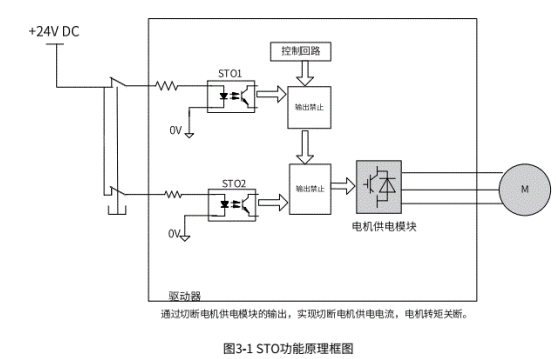 +24V DC
控制回路
STO1
输出禁止
0V
STO2
输出禁止
M
0V
电机供电模块
驱动器
通过切断电机供电模块的输出，实现切断电机供电电流，电机转矩关断。
图3-1 STO功能原理框图